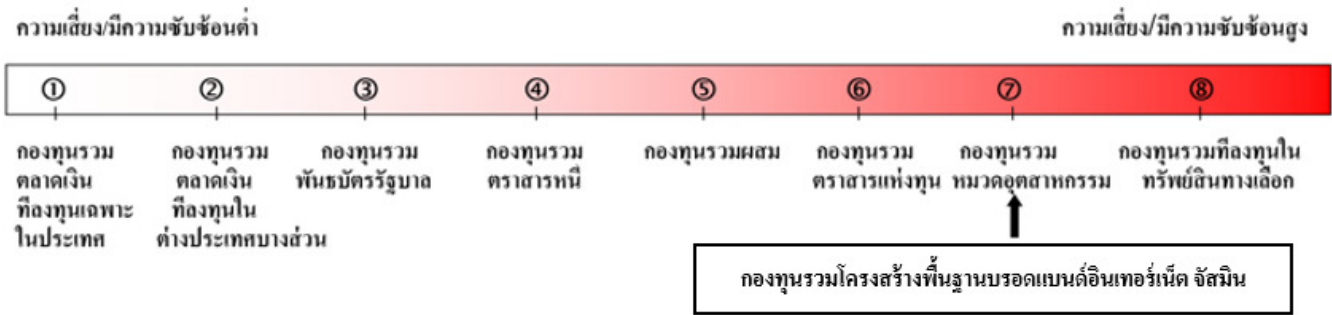 ความเสี่ยง/มีความซับซ้อนต่ำ ความเสี่ยง/มีความซับซ้อนสูง
① ② ③ ④ ⑤ ⑥ ⑦ ⑧
กองทุนรวม กองทุนรวม กองทุนรวม กองทุนรวม กองทุนรวมผสม กองทุนรวม กองทุนรวม กองทุนรวมที่ลงทุนใน
ตลาดเงิน ตลาดเงิน พันธบัตรรัฐบาล ตราสารหนี้ ตราสารแห่งทุน หมวดอุตสาหกรรม ทรัพย์สินทางเลือก
ที่ลงทุนเฉพาะ ที่ลงทุนใน
ในประเทศ ต่างประเทศบางส่วน
กองทุนรวมโครงสร้างพื้นฐานบรอดแบนด์อินเทอร์เน็ต จัสมิน